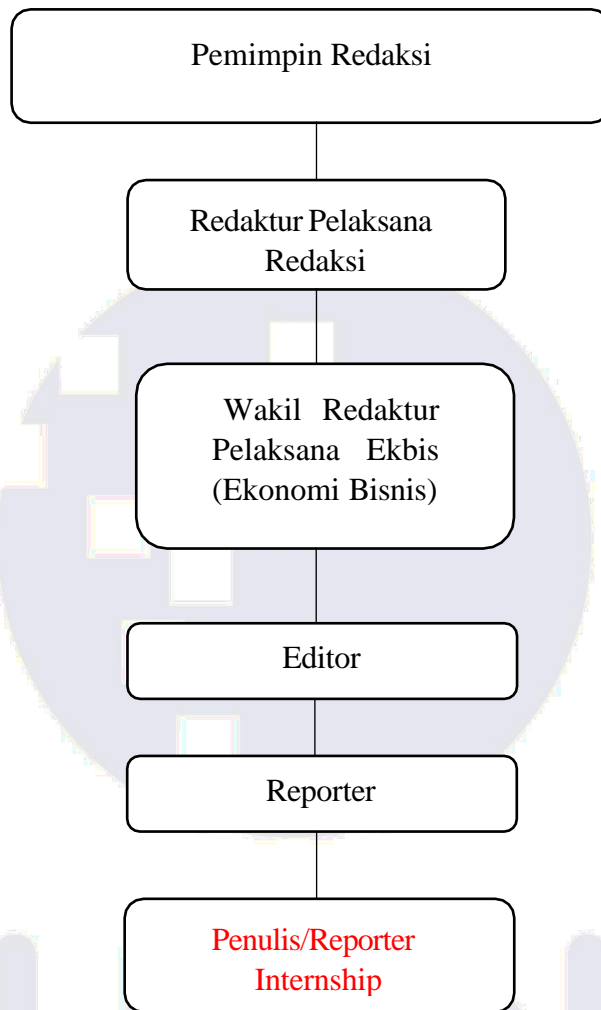 Pemimpin Redaksi
Redaktur Pelaksana
Redaksi
Wakil Redaktur
Pelaksana Ekbis
(Ekonomi Bisnis)
Editor
Reporter
Penulis/Reporter
Internship